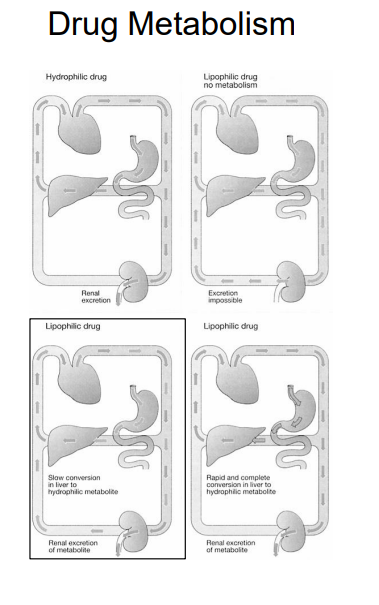 Drug Metabolism
Hydrophilic drug
Lipophilic drug
no metabolism
Renal
excretion
Excretion
impossible
Lipophilic drug
Lipophilic drug
Slow conversion
in liver to
hydrophilic metabolite
Rapid and complete
conversion in liver to
hydrophilic metabolite
Renal excretion
of metabolite
Renal excretion
of metabolite